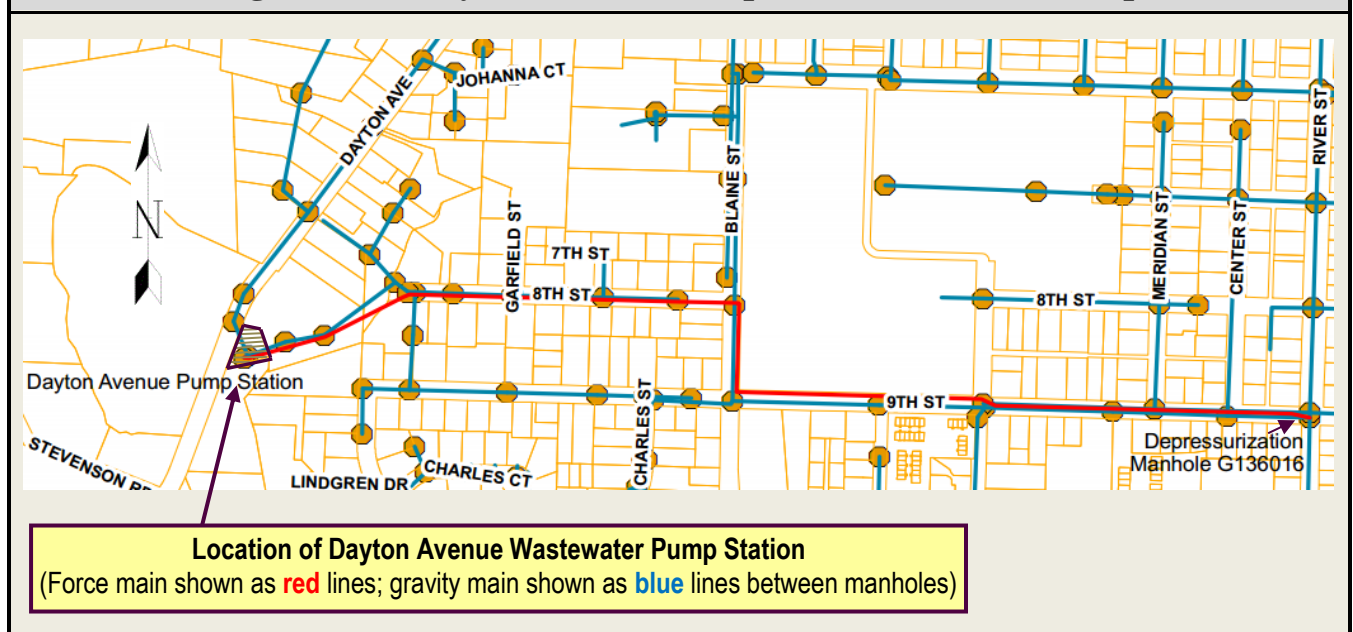 JOHANNA CT
DAYTON AVE
RIVER ST
BLAINE ST
MERIDIAN ST
CENTER ST
GARFIELD ST
N
7TH ST
8TH ST
8TH ST
Dayton Avenue Pump Station
9TH ST
CHARLES ST
Depressurization
Manhole G136016
STEVENSON
LINDGREN DR
CHARLES CT
Location of Dayton Avenue Wastewater Pump Station
(Force main shown as red lines; gravity main shown as blue lines between manholes)